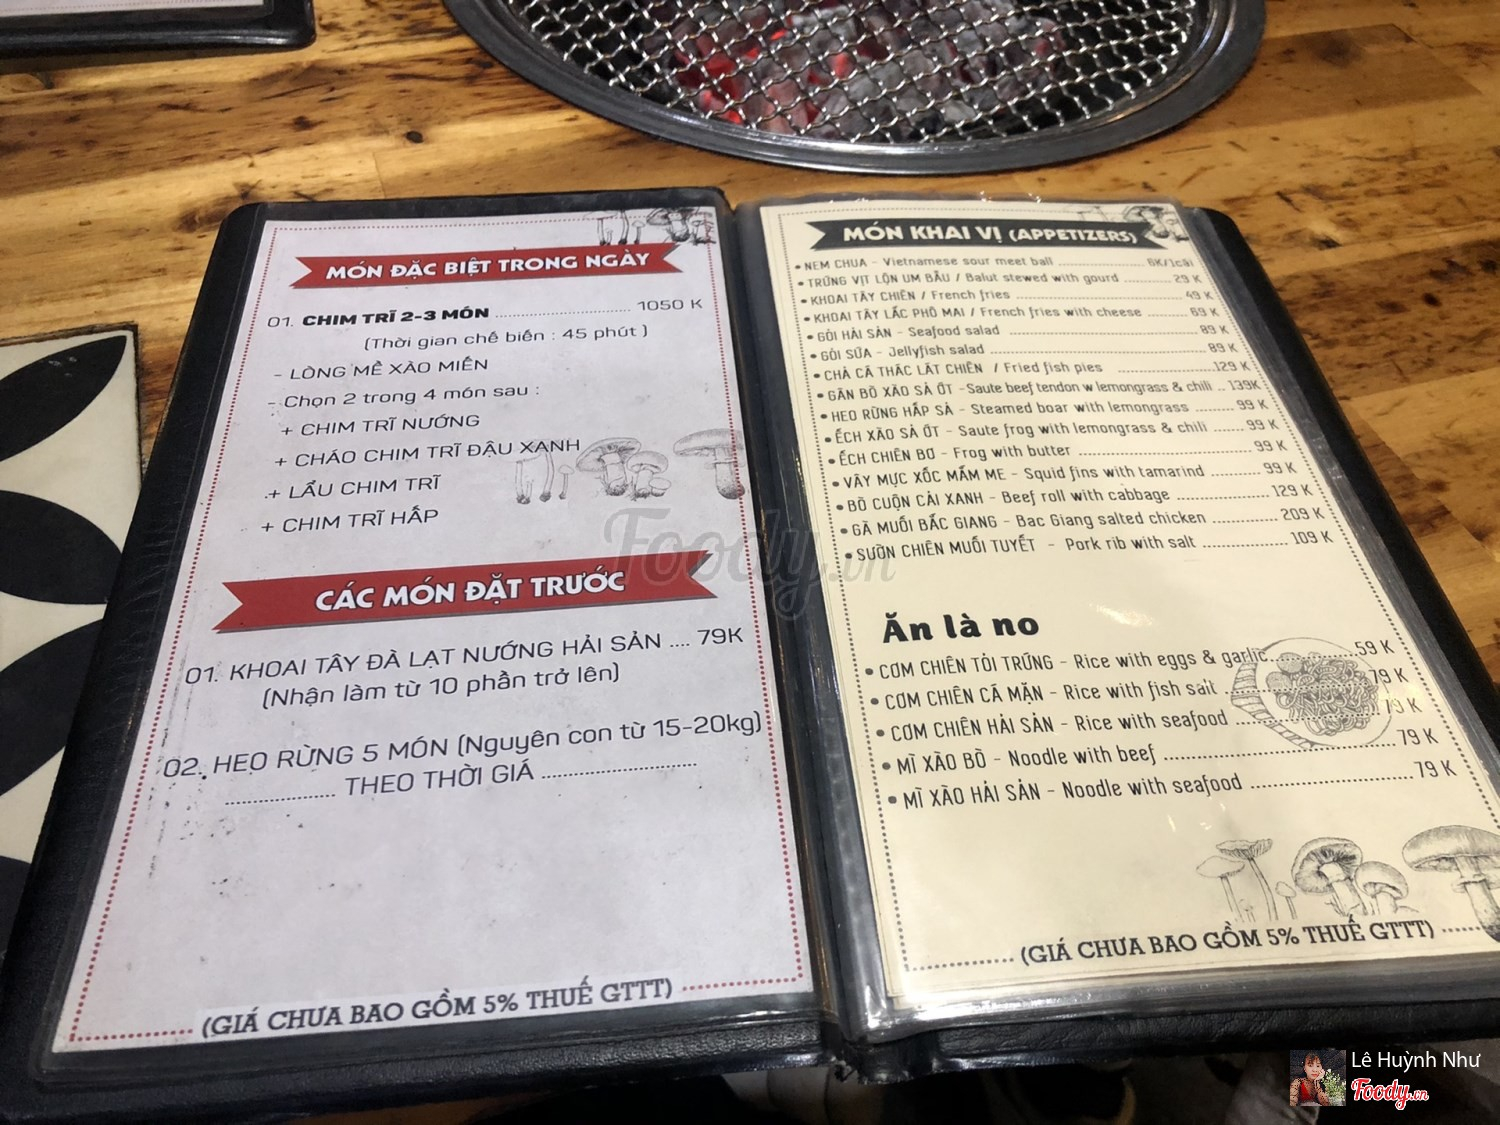 MÓN ĐẶC BIỆT TRONG NGÀY
01. CHIM TRĨ 2-3 MÓN ............................ 1050 K
(Thời gian chế biến : 45 phút )
- LÒNG MỀ XÀO MIẾN
- Chọn 2 trong 4 món sau :
+ CHIM TRĨ NƯỚNG
+ CHÁO CHIM TRĨ ĐẬU XANH
+ LẨU CHIM TRĨ
+ CHIM TRĨ HẤP
CÁC MÓN ĐẶT TRƯỚC
01. KHOAI TÂY ĐÀ LẠT NƯỚNG HẢI SẢN .... 79K
(Nhận làm từ 10 phần trở lên)
02. HEO RỪNG 5 MÓN (Nguyên con từ 15-20kg)
.................... THEO THỜI GIÁ ............................
(GIÁ CHƯA BAO GỒM 5% THUẾ GTTT)
MÓN KHAI VỊ (APPETIZERS)
• NEM CHUA - Vietnamese sour meet ball .................... 6K/1cái
• TRỨNG VỊT LỘN UM BẦU / Balut stewed with gourd ........... 29 K
• KHOAI TÂY CHIÊN / French fries .................... 49 K
• KHOAI TÂY LẮC PHÔ MAI / French fries with cheese .......... 69 K
• GỎI HẢI SẢN - Seafood salad .................... 89 K
• GỎI SỨA - Jellyfish salad .................... 89 K
• CHẢ CÁ THÁC LÁT CHIÊN / Fried fish pies .................... 129 K
• GÂN BÒ XÀO SẢ ỚT -Saute beef tendon w lemongrass & chili .. 139K
• HEO RỪNG HẤP SẢ - Steamed boar with lemongrass ......... 99 K
• ẾCH XÀO SẢ ỚT - Saute frog with lemongrass & chili ....... 99 K
• ẾCH CHIÊN BƠ - Frog with butter .................... 99 K
• VÂY MỰC XỐC MẮM ME - Squid fins with tamarind .......... 99 K
• BÒ CUỘN CẢI XANH - Beef roll with cabbage .................... 129 K
• GÀ MUỐI BẮC GIANG - Bac Giang salted chicken ............. 209 K
• SƯỜN CHIÊN MUỐI TUYẾT - Pork rib with salt .................... 109 K
Ăn là no
• CƠM CHIÊN TỎI TRỨNG - Rice with eggs & garlic............ 59 K
• CƠM CHIÊN CÁ MẶN - Rice with fish salt .................... 79 K
• CƠM CHIÊN HẢI SẢN - Rice with seafood .................... 79 K
• MÌ XÀO BÒ - Noodle with beef .................... 79 K
• MÌ XÀO HẢI SẢN - Noodle with seafood .................... 79 K
(GIÁ CHƯA BAO GỒM 5% THUẾ GTTT)
Foody.vn
Lê Huỳnh Như
Foody.vn